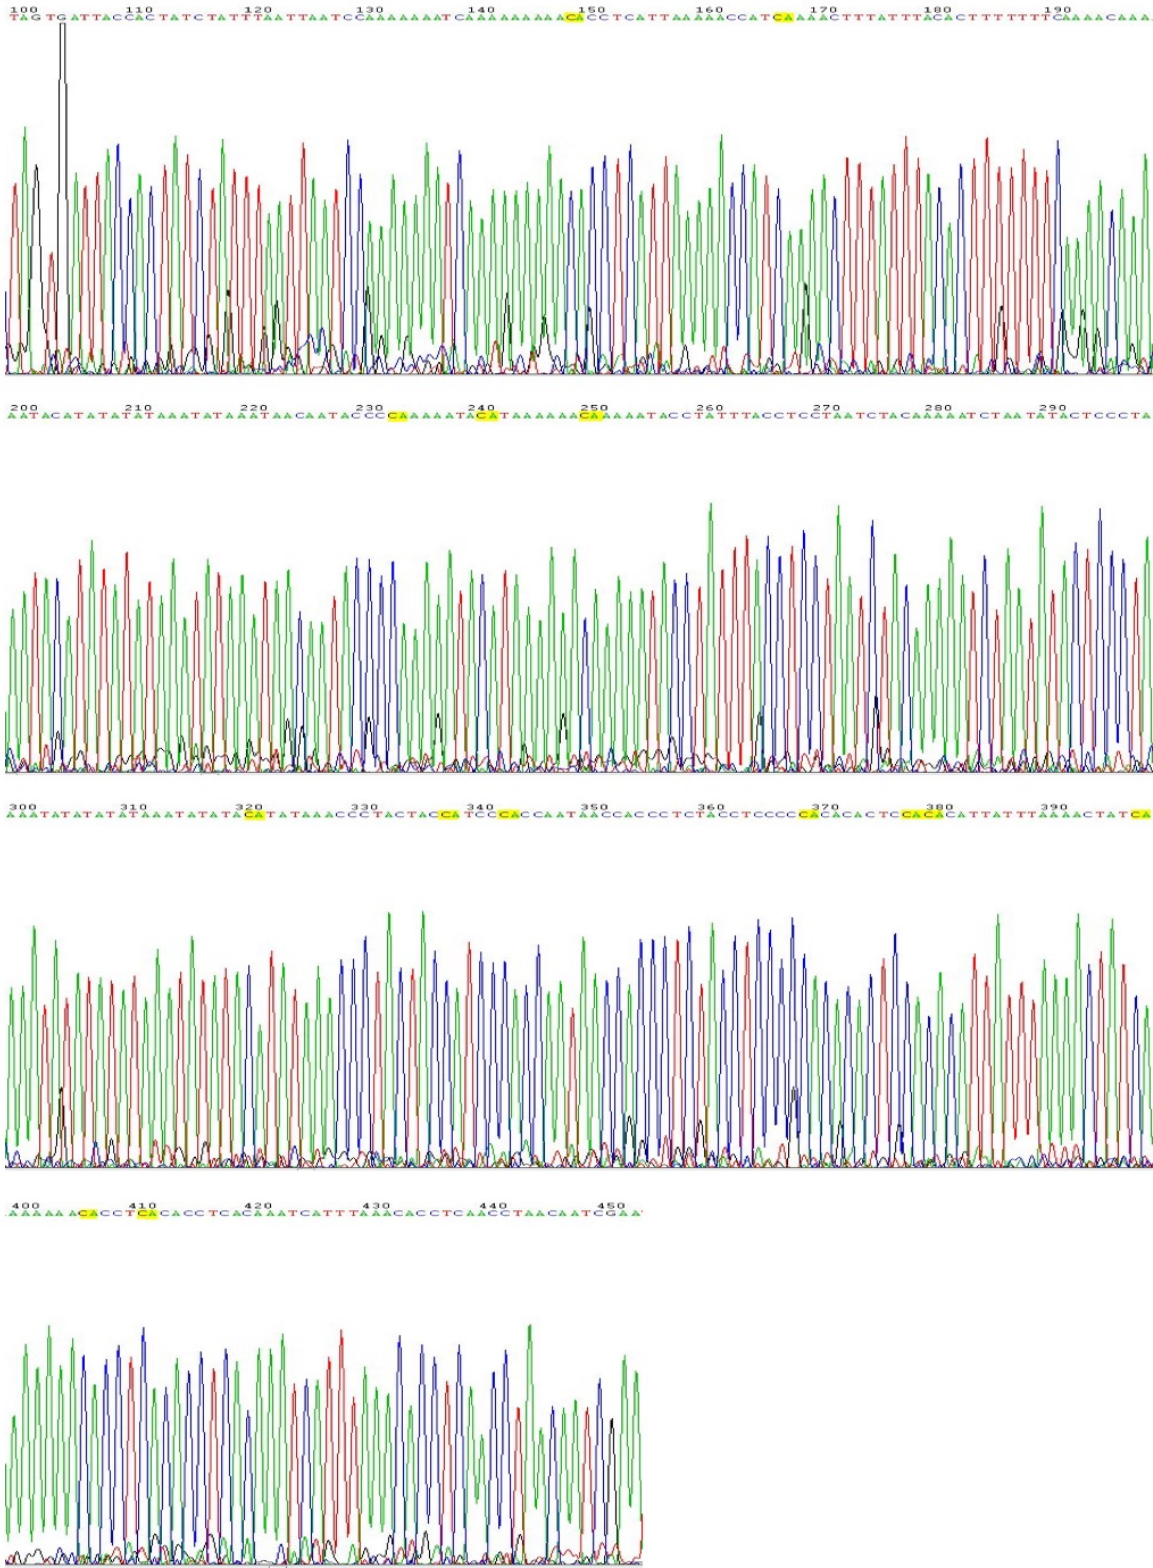 100 110 120 130 140 150 160 170 180 190
TAGTGATTACCACTATCTATTTAATTAATCCAAAAAAATCAAAAAAAAACACCTCATTAAAAACCATCAAAACTTTATTTACACTTTTTTTCAAAACAAA
200 210 220 230 240 250 260 270 280 290
AATACATATATATAAATATAAATAACAATACCCCAAAAATACATAAAAAACAAAAATACCTATTTACCTCCTAATCTACAAAAATCTAATATACTCCCTA
300 310 320 330 340 350 360 370 380 390
AAATATATATATAAATATATACATATAAACCCTACTACCATCCCACCAATAACCACCCTCTACCTCCCCCACACACTCCACACATTATTTAAAACTATCA
400 410 420 430 440 450
AAAAAACACCTCACACCTCACAAATCATTTAAACACCTCAACCTAACAATCGAA